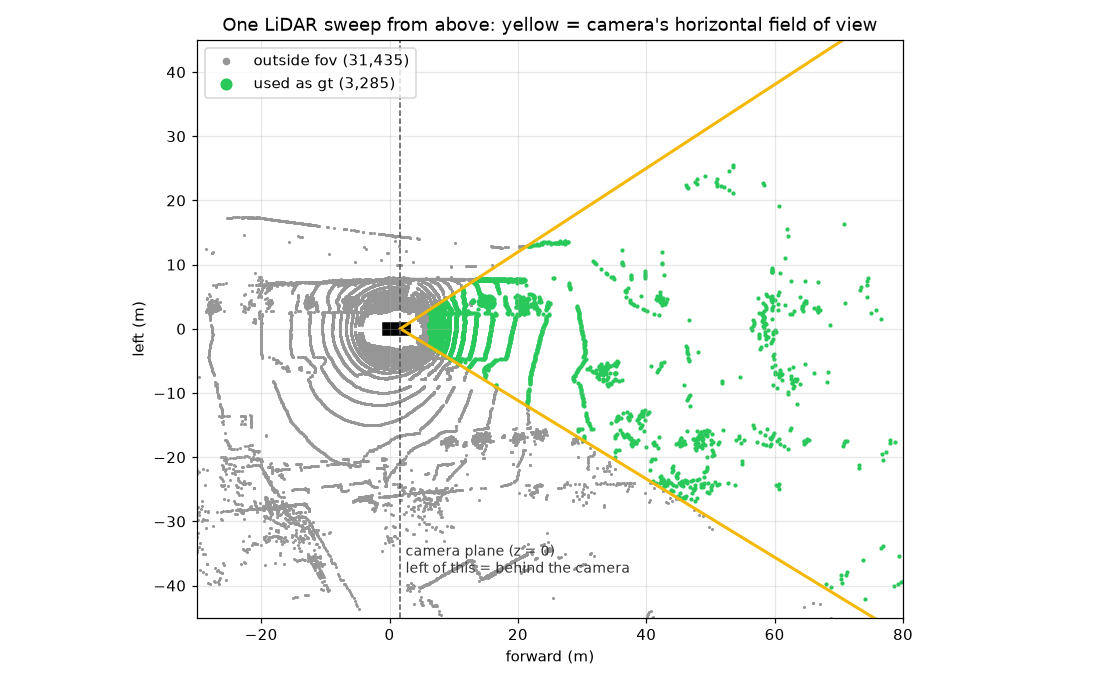 One LiDAR sweep from above: yellow = camera's horizontal field of view
outside fov (31,435)
used as gt (3,285)
40
30
20
10
0
−10
−20
−30
−40
left (m)
camera plane (z = 0)
left of this = behind the camera
−20
0
20
40
60
80
forward (m)